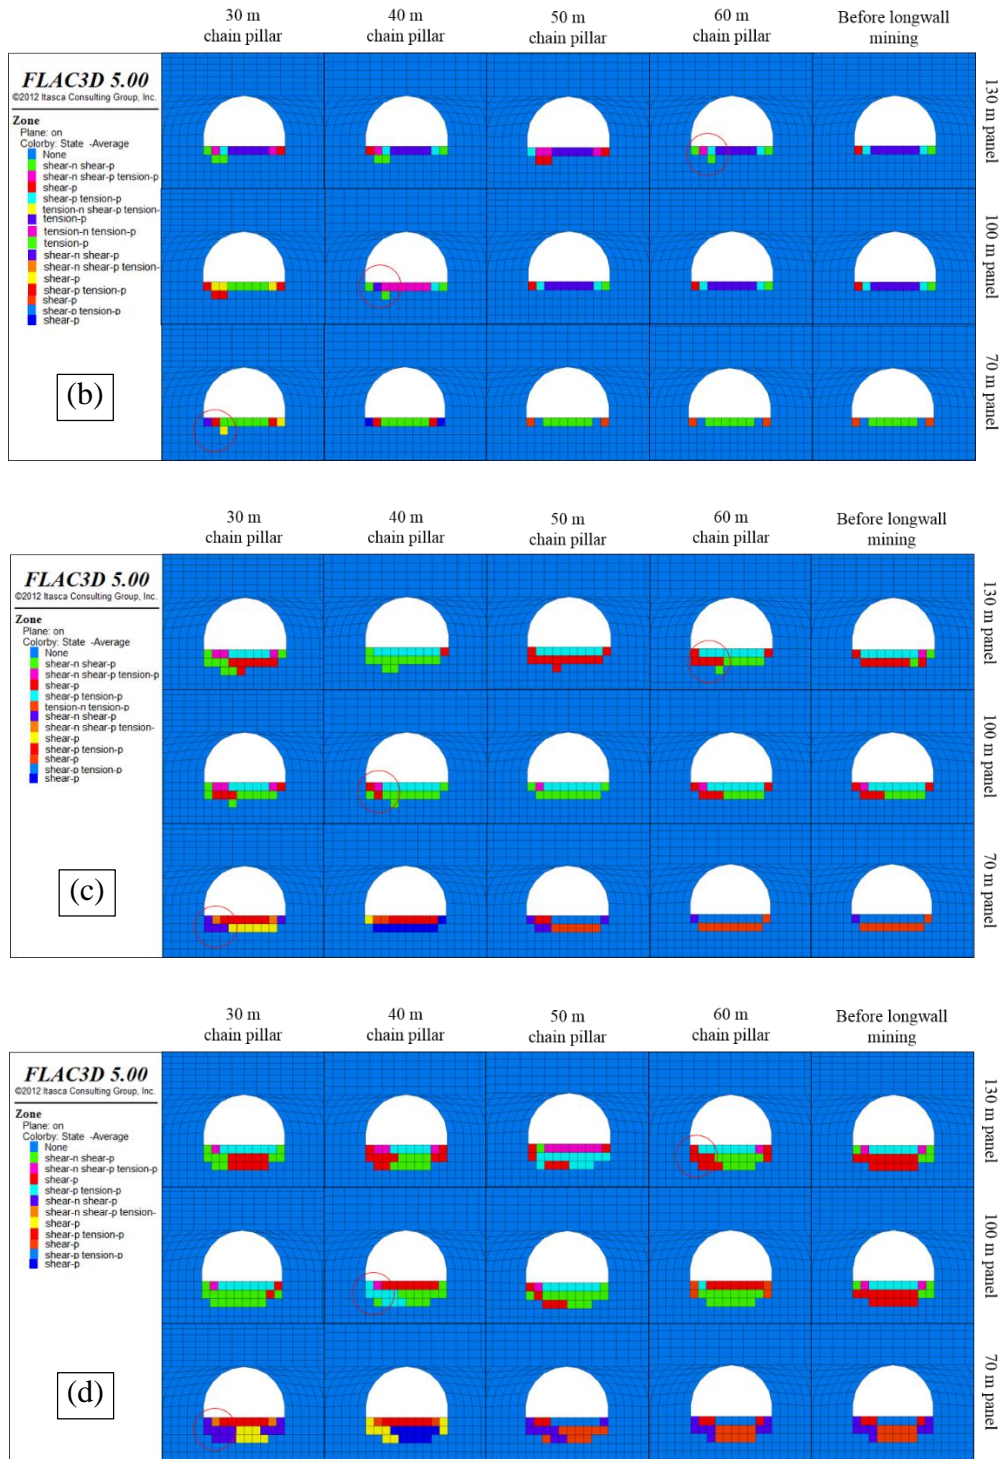 30 m
chain pillar
40 m
chain pillar
50 m
chain pillar
60 m
chain pillar
Before longwall
mining
FLAC3D 5.00
©2012 Itasca Consulting Group, Inc.
Zone
Plane: on
Colorby: State -Average
None
shear-n shear-p
shear-n shear-p tension-p
shear-p
shear-p tension-p
tension-n shear-p tension-
tension-p
tension-n tension-p
tension-p
shear-n shear-p
shear-n shear-p tension-
shear-p
shear-p tension-p
shear-p
shear-p tension-p
shear-p
(b)
130 m panel
100 m panel
70 m panel
30 m
chain pillar
40 m
chain pillar
50 m
chain pillar
60 m
chain pillar
Before longwall
mining
FLAC3D 5.00
©2012 Itasca Consulting Group, Inc.
Zone
Plane: on
Colorby: State -Average
None
shear-n shear-p
shear-n shear-p tension-p
shear-p
shear-p tension-p
tension-n tension-p
shear-n shear-p
shear-n shear-p tension-
shear-p
shear-p tension-p
shear-p
shear-p tension-p
shear-p
(c)
130 m panel
100 m panel
70 m panel
30 m
chain pillar
40 m
chain pillar
50 m
chain pillar
60 m
chain pillar
Before longwall
mining
FLAC3D 5.00
©2012 Itasca Consulting Group, Inc.
Zone
Plane: on
Colorby: State -Average
None
shear-n shear-p
shear-n shear-p tension-p
shear-p
shear-p tension-p
shear-n shear-p
shear-n shear-p tension-
shear-p
shear-p tension-p
shear-p
shear-p tension-p
shear-p
(d)
130 m panel
100 m panel
70 m panel